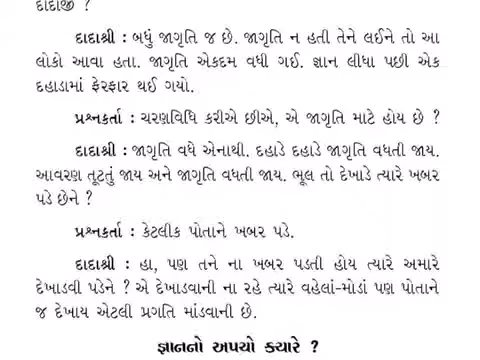 દાદાજી ?
દાદાશ્રી : બધું જાગૃતિ જ છે. જાગૃતિ ન હતી તેને લઈને તો આ
લોકો આવા હતા. જાગૃતિ એકદમ વધી ગઈ. જ્ઞાન લીધા પછી એક
દહાડામાં ફેરફાર થઈ ગયો.
પ્રશ્નકર્તા : ચરણવિધિ કરીએ છીએ, એ જાગૃતિ માટે હોય છે ?
દાદાશ્રી : જાગૃતિ વધે એનાથી. દહાડે દહાડે જાગૃતિ વધતી જાય.
આવરણ તૂટતું જાય અને જાગૃતિ વધતી જાય. ભૂલ તો દેખાડે ત્યારે ખબર
પડે છેને ?
પ્રશ્નકર્તા : કેટલીક પોતાને ખબર પડે.
દાદાશ્રી : હા, પણ તને ના ખબર પડતી હોય ત્યારે અમારે
દેખાડવી પડેને ? એ દેખાડવાની ના રહે ત્યારે વહેલાં-મોડાં પણ પોતાને
જ દેખાય એટલી પ્રગતિ માંડવાની છે.
જ્ઞાનનો અપચો ક્યારે ?